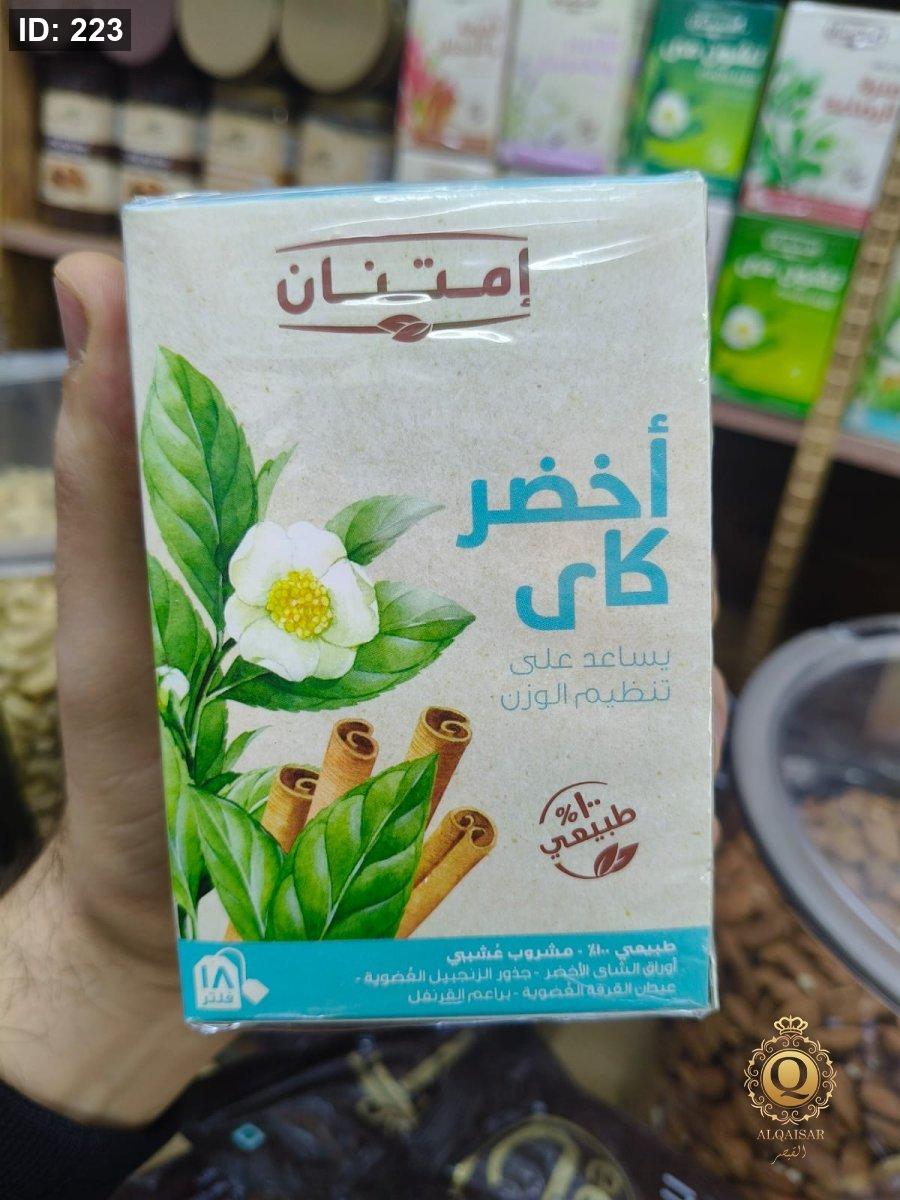 ID: 223
إمتنان
أخضر
كاى
يساعد على
تنظيم الوزن
١٠٠%
طبيعي
طبيعي ١٠٠٪ - مشروب عُشبي
أوراق الشاى الأخضر - جذور الزنجبيل العُضوية -
عيدان القرفة العُضوية - براعم القرنفل
١٨
فلتر
Q
ALQAISAR
القيصر